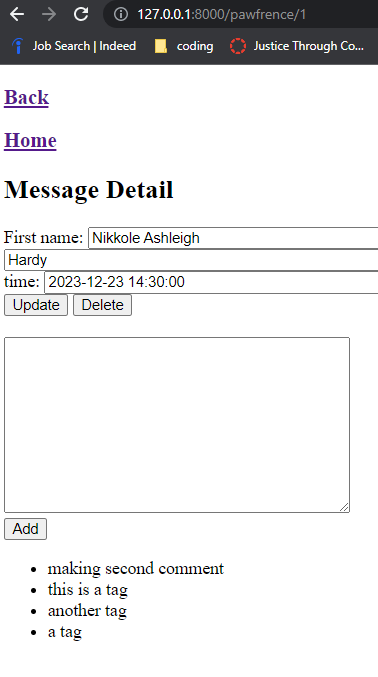 127.0.0.1:8000/pawfrence/1
Job Search | Indeed coding Justice Through Co...
Back
Home
Message Detail
First name: Nikkole Ashleigh
Hardy
time: 2023-12-23 14:30:00
Update Delete
Add
making second comment
this is a tag
another tag
a tag